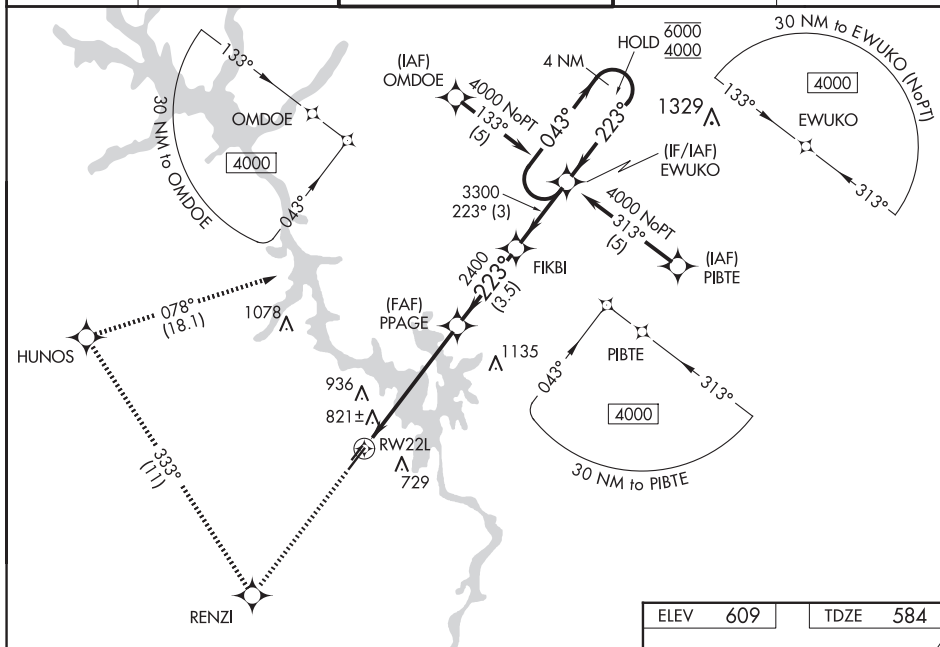 30 NM to EWUKO (NoPT)
133°
4000
EWUKO
313°
HOLD
6000
4000
4 NM
(IAF)
OMDOE
4000 NoPT
133°
(5)
043°
223°
1329
(IF/IAF)
EWUKO
133°
OMDOE
4000
30 NM to OMDOE
043°
3300
223° (3)
4000 NoPT
313°
(5)
(IAF)
PIBTE
FIKBI
2400
223°
(3.5)
(FAF)
PPAGE
078°
(18.1)
1078
HUNOS
1135
PIBTE
043°
313°
4000
30 NM to PIBTE
936
821±
RW22L
729
333°
(11)
RENZI
ELEV 609
TDZE 584